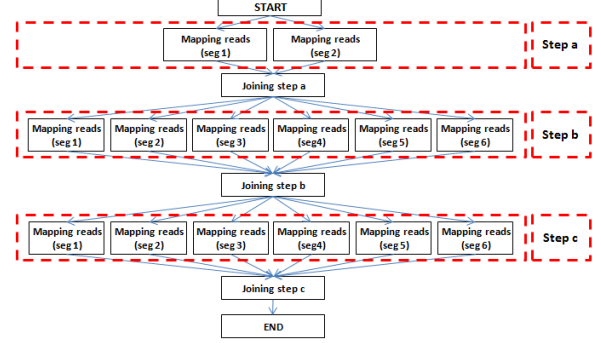 START
Mapping reads
(seg 1)
Mapping reads
(seg 2)
Step a
Joining step a
Mapping reads
(seg 1)
Mapping reads
(seg 2)
Mapping reads
(seg 3)
Mapping reads
(seg4)
Mapping reads
(seg 5)
Mapping reads
(seg 6)
Step b
Joining step b
Mapping reads
(seg 1)
Mapping reads
(seg 2)
Mapping reads
(seg 3)
Mapping reads
(seg4)
Mapping reads
(seg 5)
Mapping reads
(seg 6)
Step c
Joining step c
END